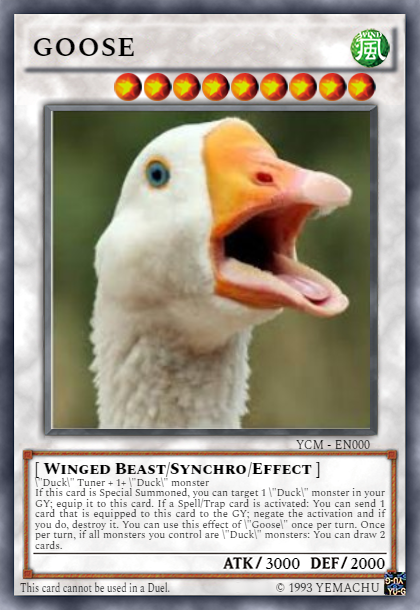 GOOSE
WIND
風
YCM - EN000
[ WINGED BEAST/SYNCHRO/EFFECT ]
\"Duck\" Tuner + 1+ \"Duck\" monster
If this card is Special Summoned, you can target 1 \"Duck\" monster in your
GY; equip it to this card. If a Spell/Trap card is activated: You can send 1
card that is equipped to this card to the GY; negate the activation and if
you do, destroy it. You can use this effect of \"Goose\" once per turn. Once
per turn, if all monsters you control are \"Duck\" monsters: You can draw 2
cards.
ATK / 3000 DEF / 2000
This card cannot be used in a Duel.
© 1993 YEMACHU